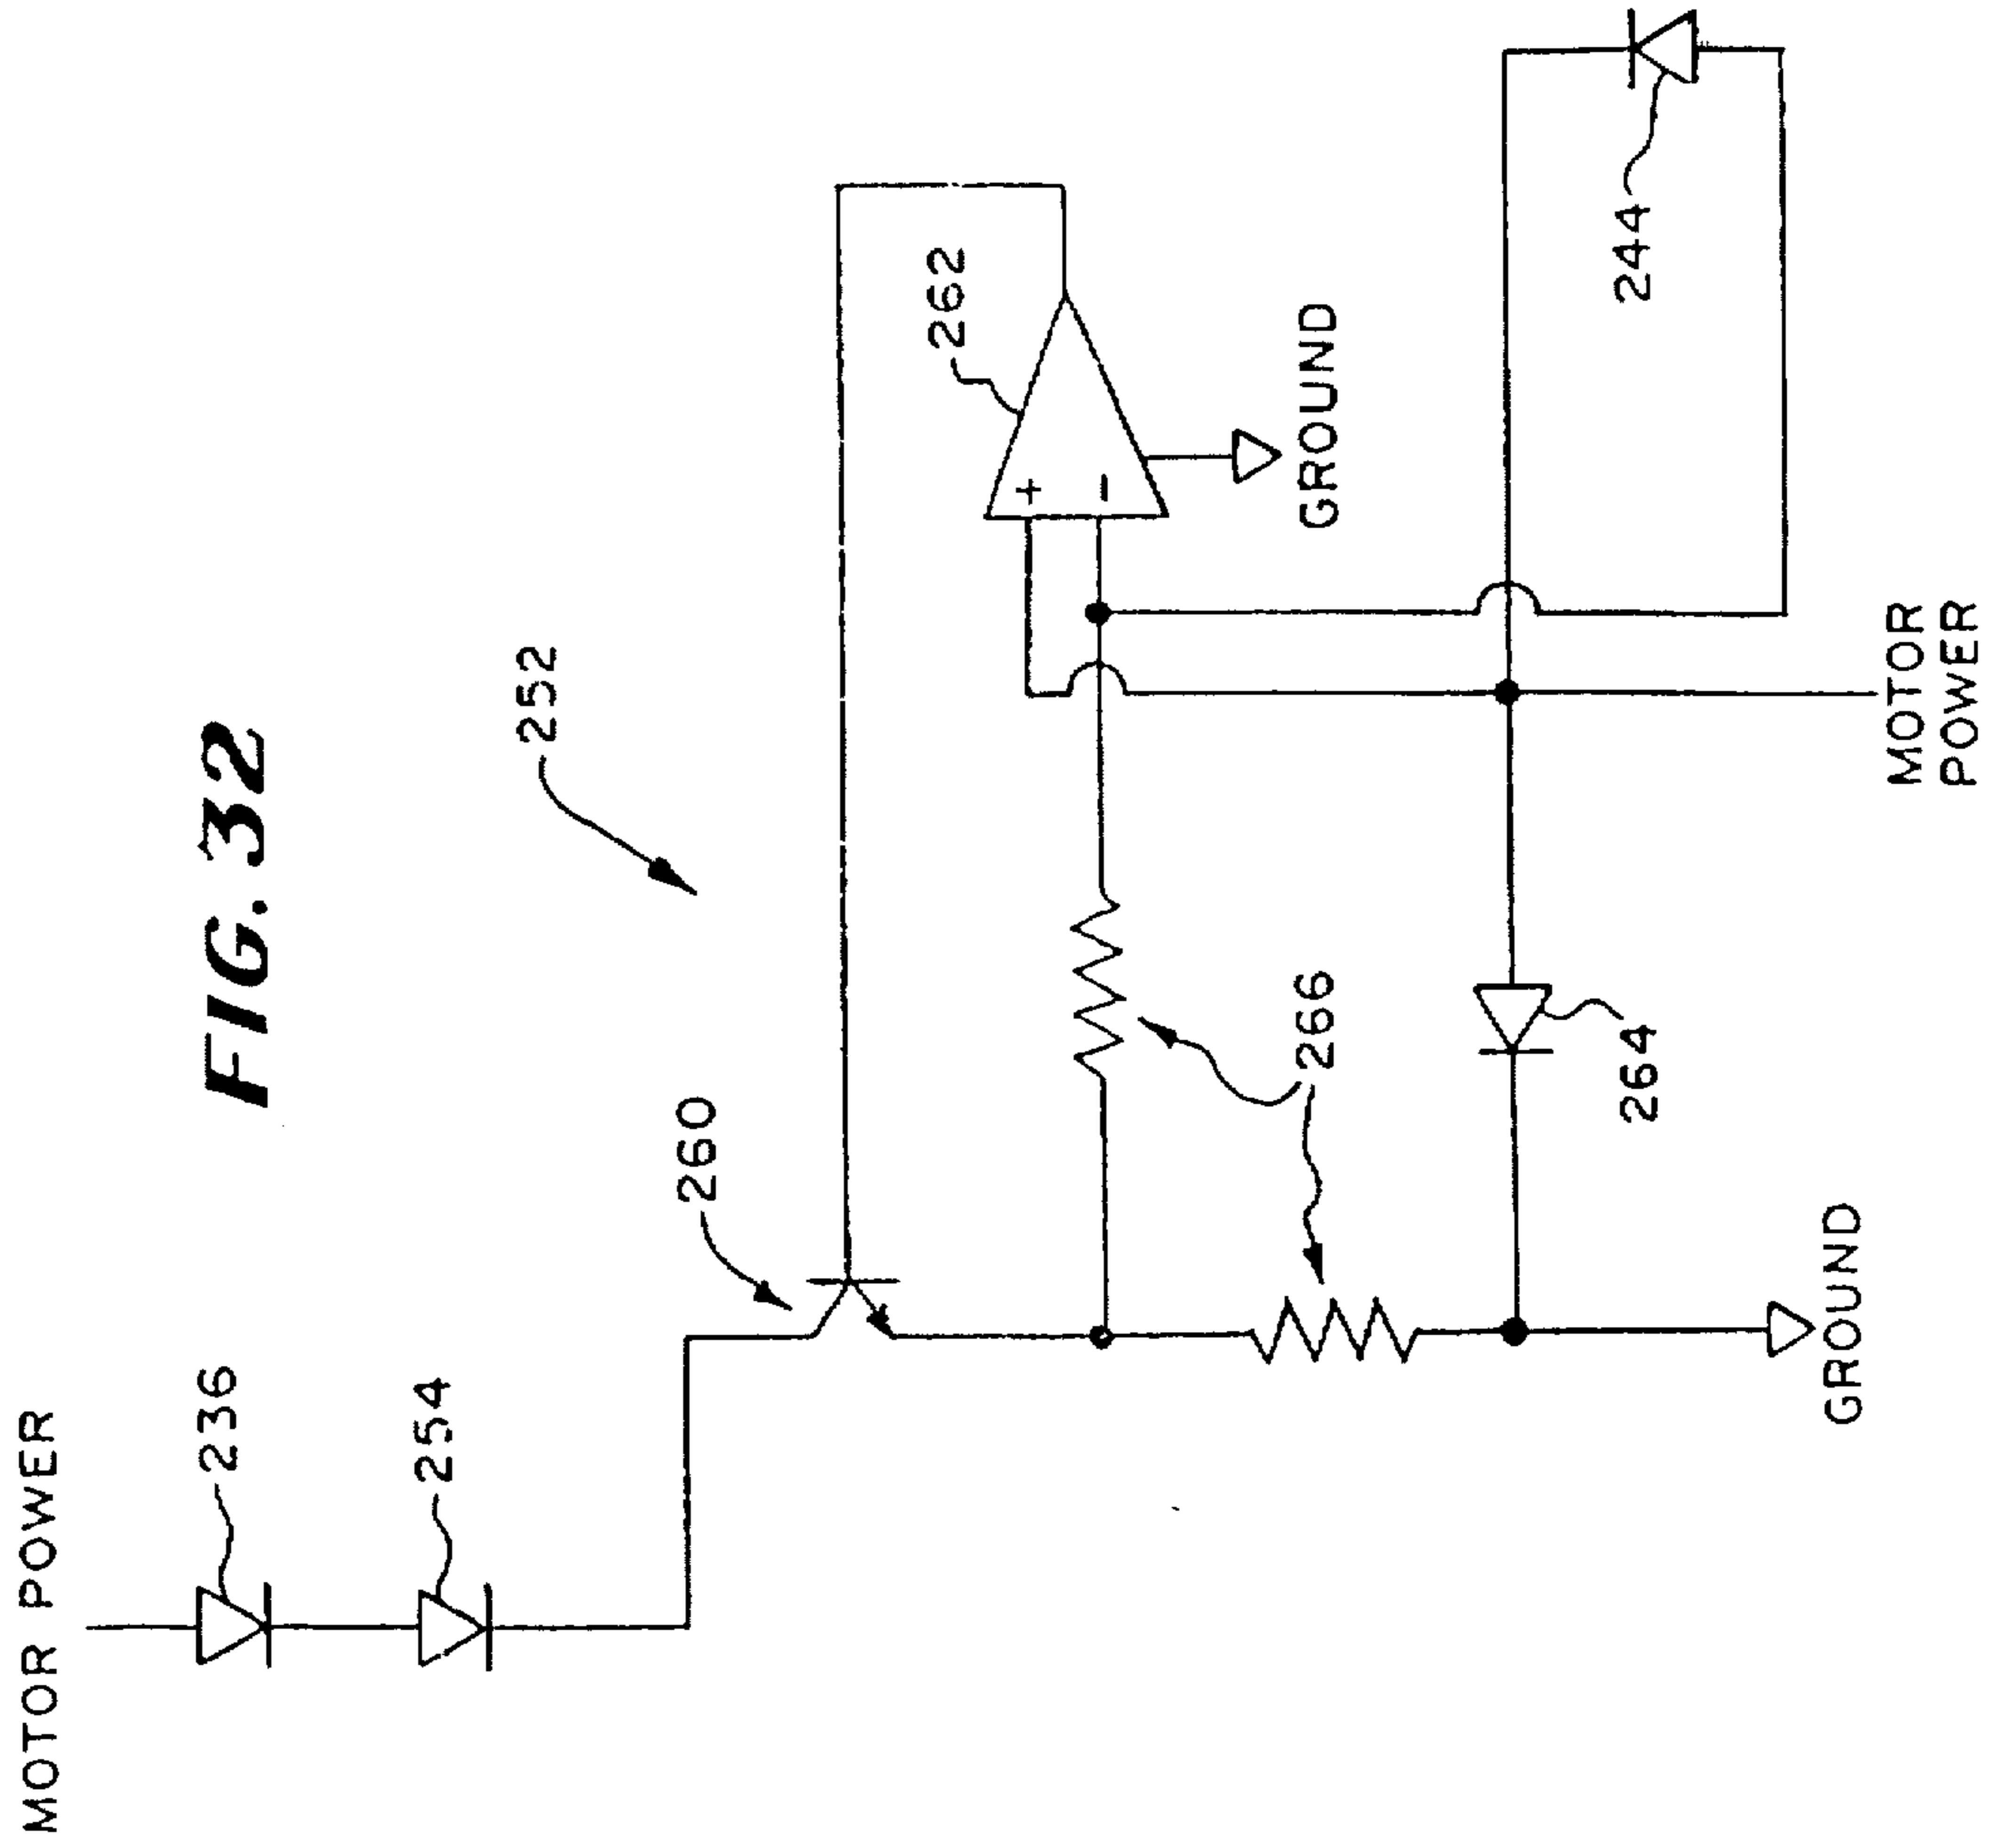 FIG. 32
MOTOR POWER
236
254
260
252
262
+
-
GROUND
266
264
244
GROUND
MOTOR
POWER